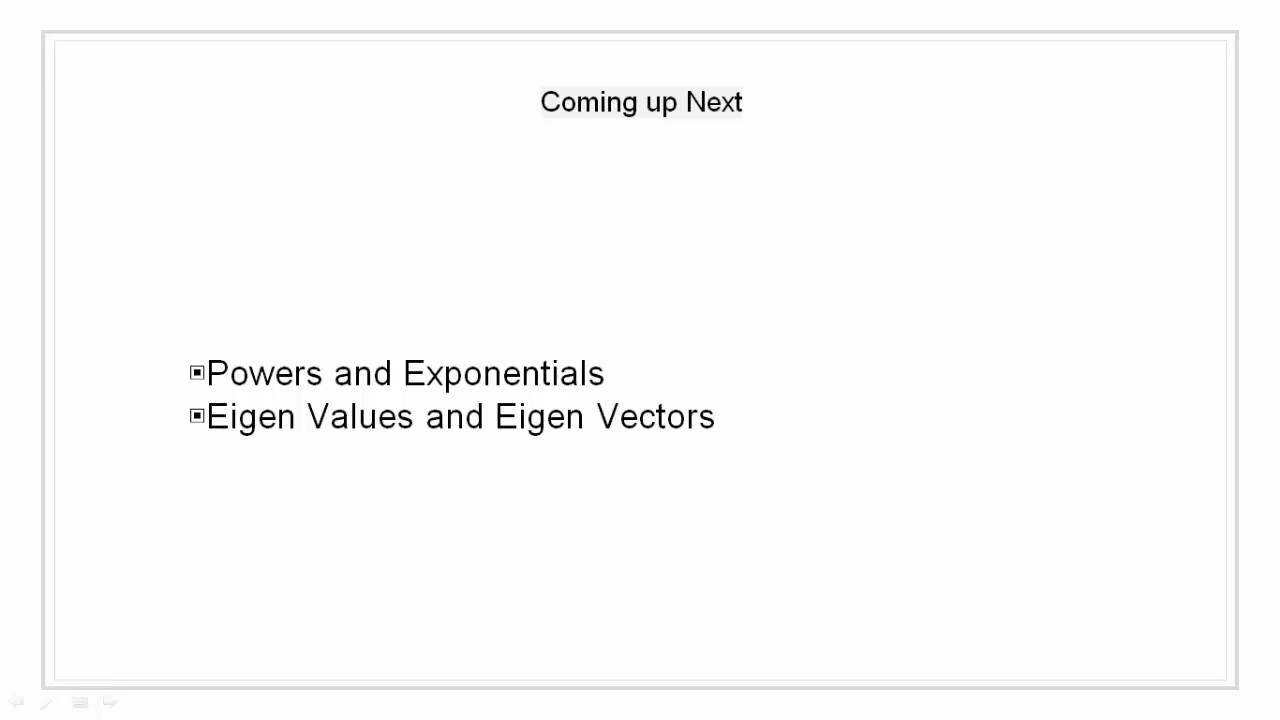 Coming up Next
Powers and Exponentials
Eigen Values and Eigen Vectors